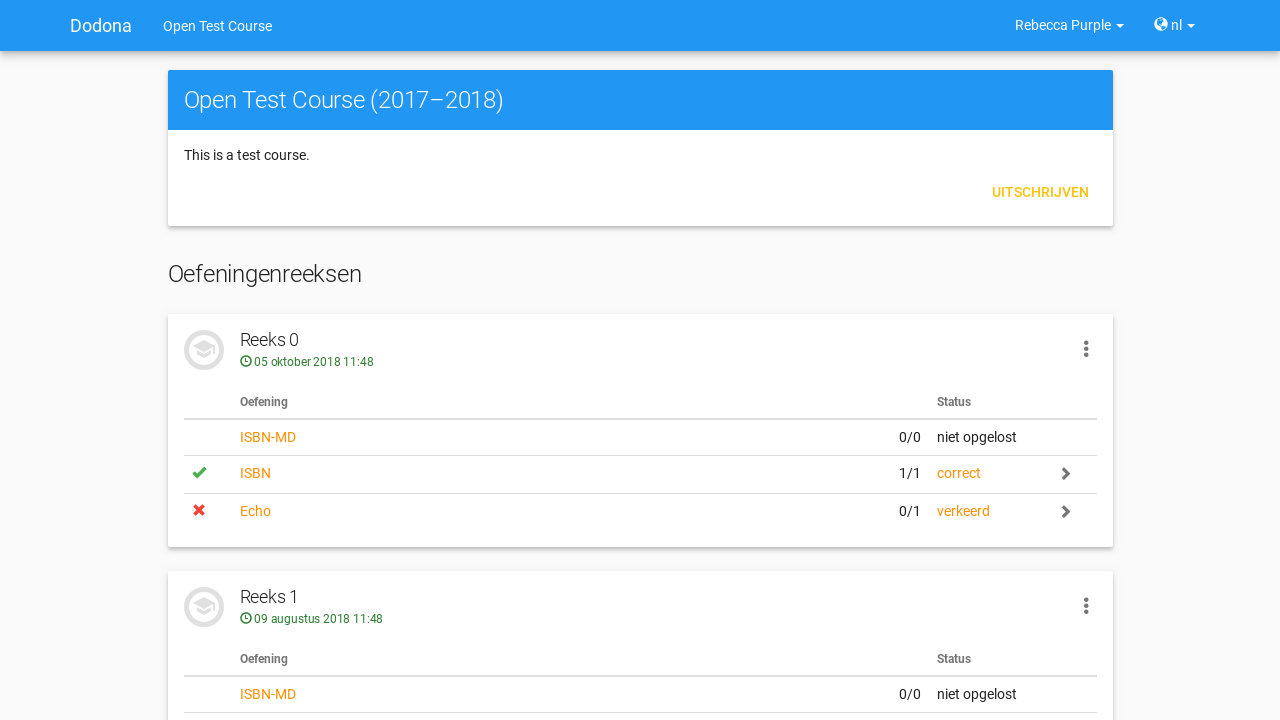 Dodona Open Test Course Rebecca Purple nl
Open Test Course (2017–2018)
This is a test course.
UITSCHRIJVEN
Oefeningenreeksen
Reeks 0
05 oktober 2018 11:48
Oefening Status
ISBN-MD 0/0 niet opgelost
ISBN 1/1 correct
Echo 0/1 verkeerd
Reeks 1
09 augustus 2018 11:48
Oefening Status
ISBN-MD 0/0 niet opgelost